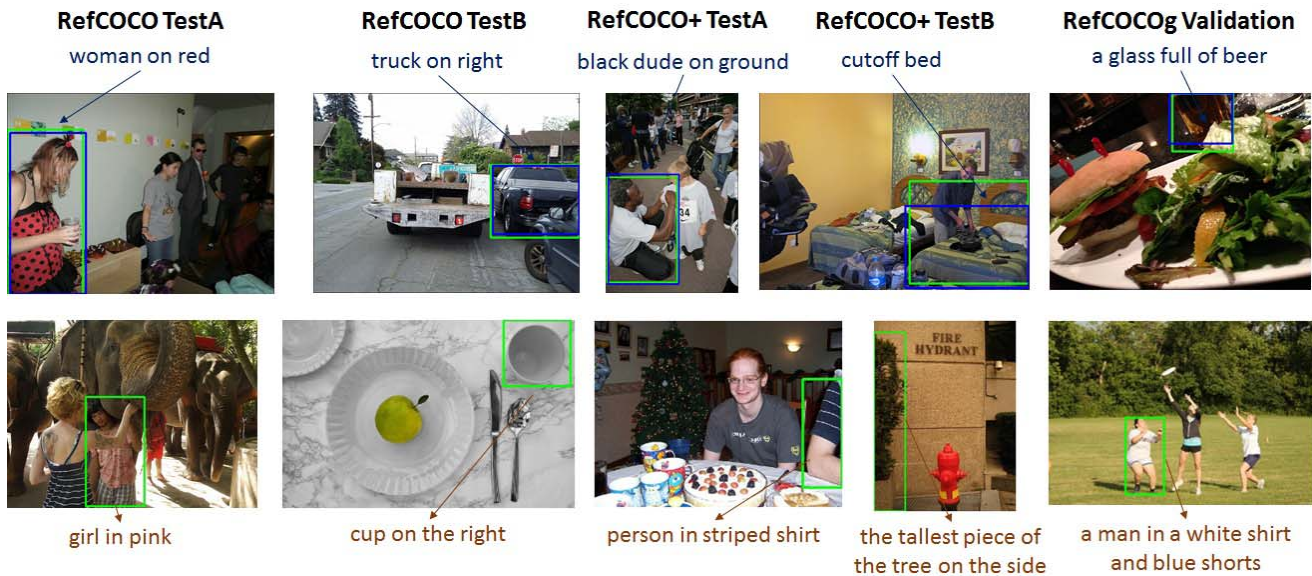 RefCOCO TestA
RefCOCO TestB
RefCOCO+ TestA
RefCOCO+ TestB
RefCOCOg Validation
woman on red
truck on right
black dude on ground
cutoff bed
a glass full of beer
34
FIRE
HYDRANT
girl in pink
cup on the right
person in striped shirt
the tallest piece of
the tree on the side
a man in a white shirt
and blue shorts